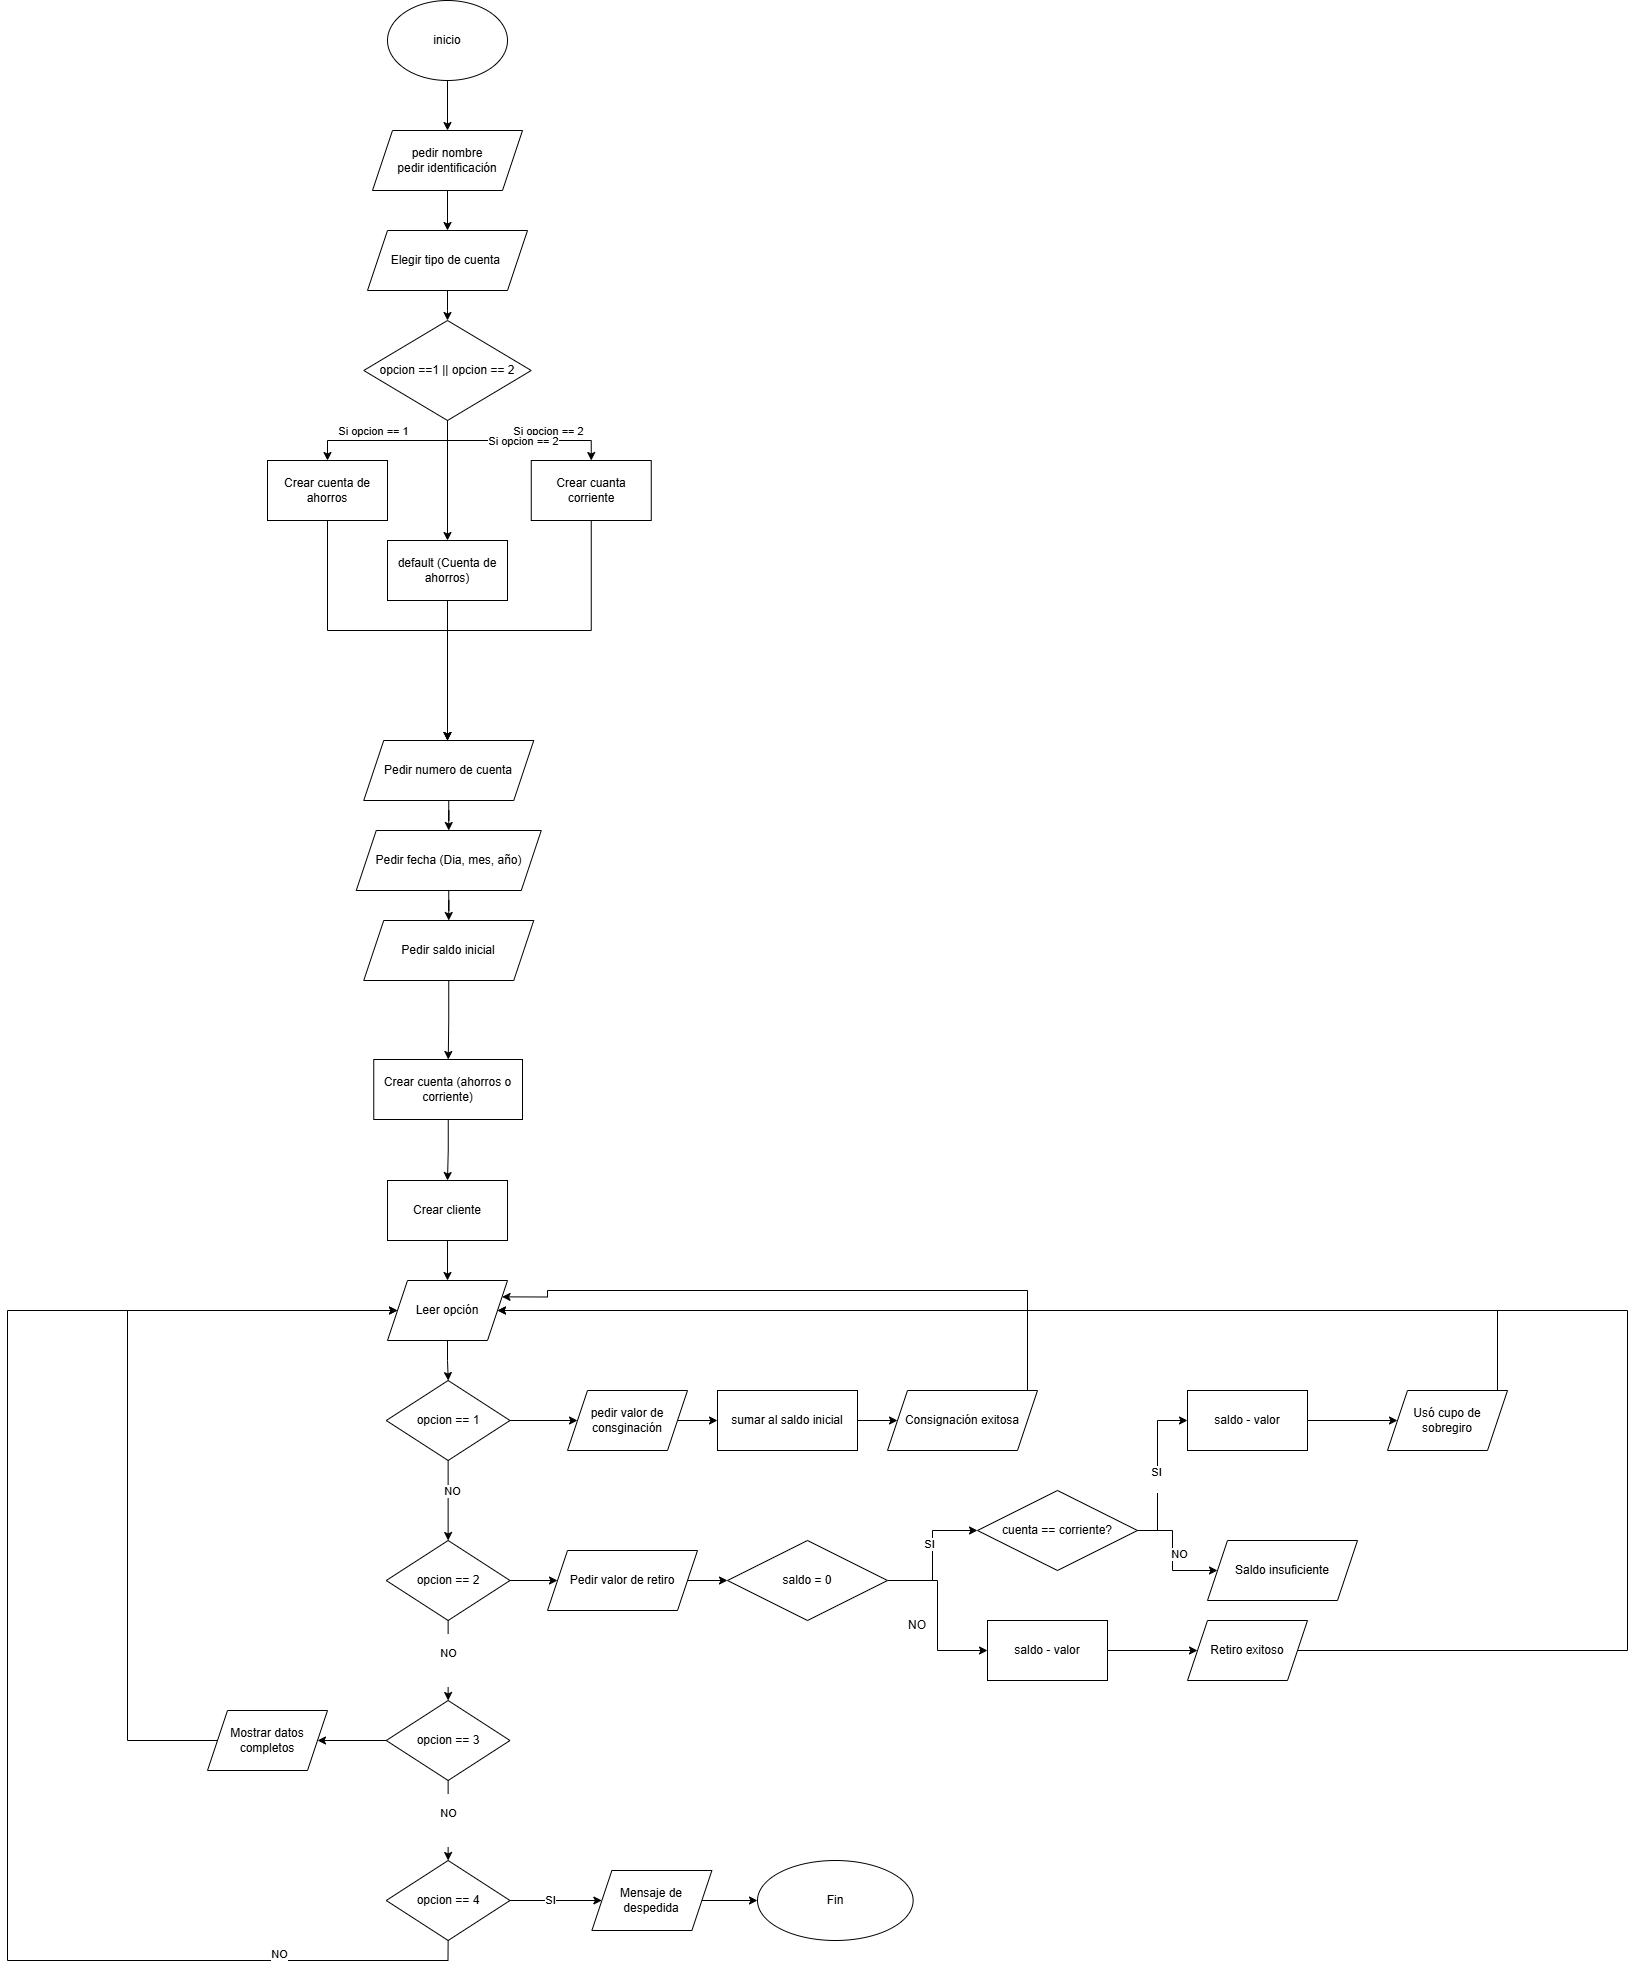 inicio
pedir nombre
pedir identificación
Elegir tipo de cuenta
opcion ==1 || opcion == 2
Si opcion == 1
Si opcion == 2
Si opcion == 2
Crear cuenta de
ahorros
Crear cuanta
corriente
default (Cuenta de
ahorros)
Pedir numero de cuenta
Pedir fecha (Dia, mes, año)
Pedir saldo inicial
Crear cuenta (ahorros o
corriente)
Crear cliente
Leer opción
opcion == 1
pedir valor de
consginación
sumar al saldo inicial
Consignación exitosa
saldo - valor
Usó cupo de
sobregiro
SI
NO
cuenta == corriente?
SI
NO
Saldo insuficiente
opcion == 2
Pedir valor de retiro
saldo = 0
NO
saldo - valor
Retiro exitoso
NO
Mostrar datos
completos
opcion == 3
NO
opcion == 4
SI
Mensaje de
despedida
Fin
NO